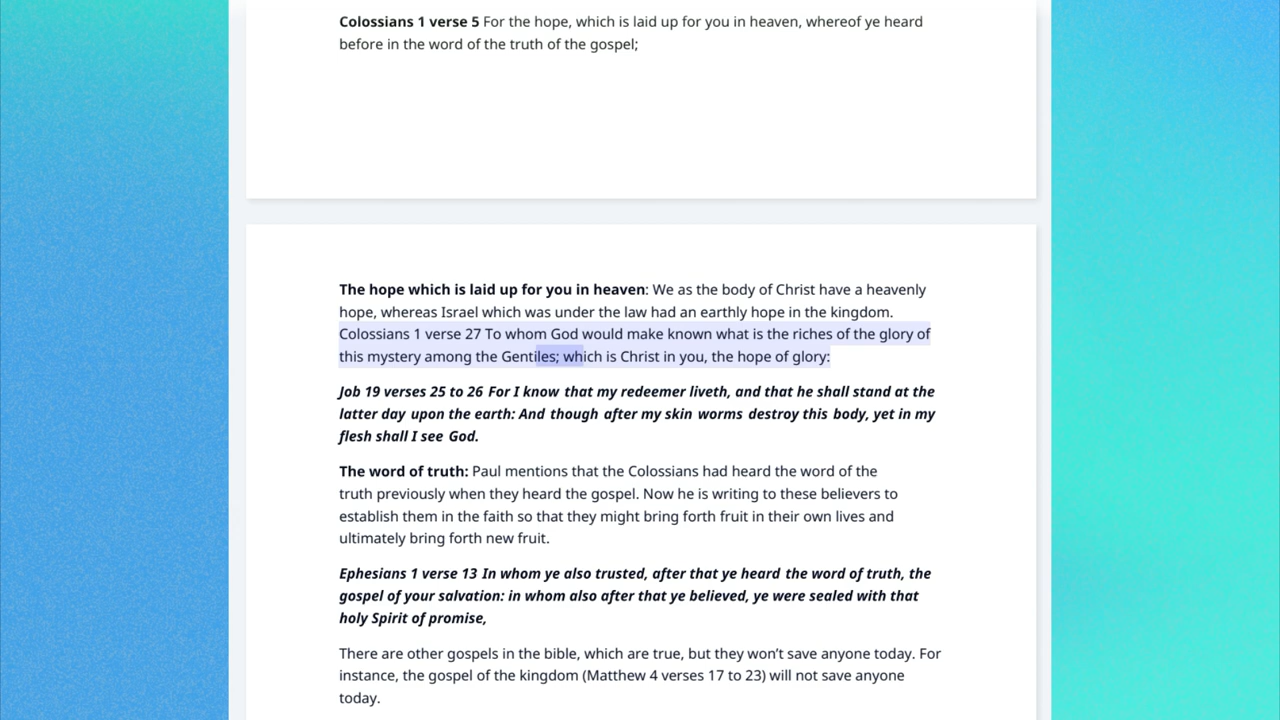 Colossians 1 verse 5 For the hope, which is laid up for you in heaven, whereof ye heard
before in the word of the truth of the gospel;
The hope which is laid up for you in heaven: We as the body of Christ have a heavenly
hope, whereas Israel which was under the law had an earthly hope in the kingdom.
Colossians 1 verse 27 To whom God would make known what is the riches of the glory of
this mystery among the Gentiles; which is Christ in you, the hope of glory:
Job 19 verses 25 to 26 For I know that my redeemer liveth, and that he shall stand at the
latter day upon the earth: And though after my skin worms destroy this body, yet in my
flesh shall I see God.
The word of truth: Paul mentions that the Colossians had heard the word of the
truth previously when they heard the gospel. Now he is writing to these believers to
establish them in the faith so that they might bring forth fruit in their own lives and
ultimately bring forth new fruit.
Ephesians 1 verse 13 In whom ye also trusted, after that ye heard the word of truth, the
gospel of your salvation: in whom also after that ye believed, ye were sealed with that
holy Spirit of promise,
There are other gospels in the bible, which are true, but they won’t save anyone today. For
instance, the gospel of the kingdom (Matthew 4 verses 17 to 23) will not save anyone
today.